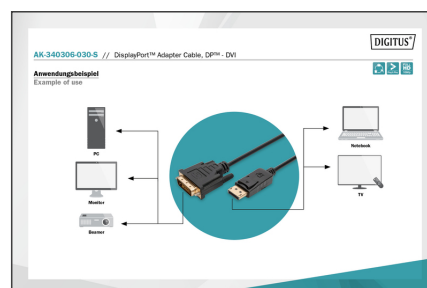 DIGITUS®
AK-340306-030-S // DisplayPort™ Adapter Cable, DP™ - DVI
Anwendungsbeispiel
Example of use
PC
Notebook
Monitor
TV
Beamer